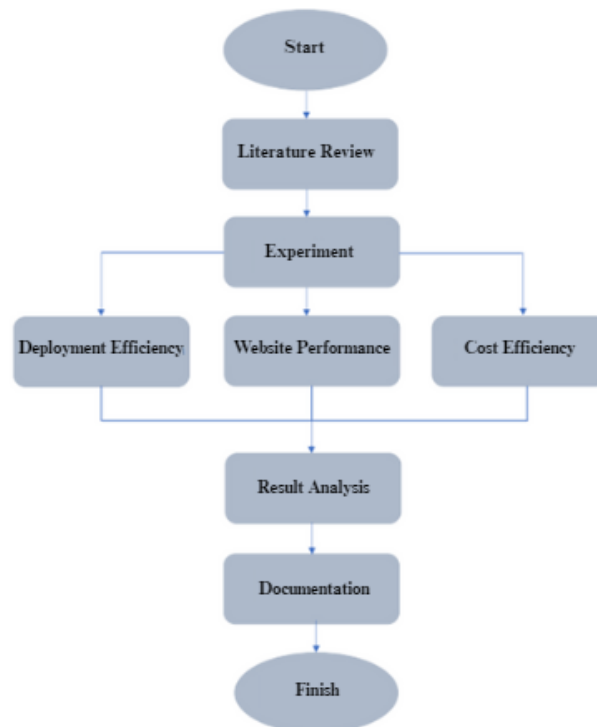 Start
Literature Review
Experiment
Deployment Efficiency
Website Performance
Cost Efficiency
Result Analysis
Documentation
Finish